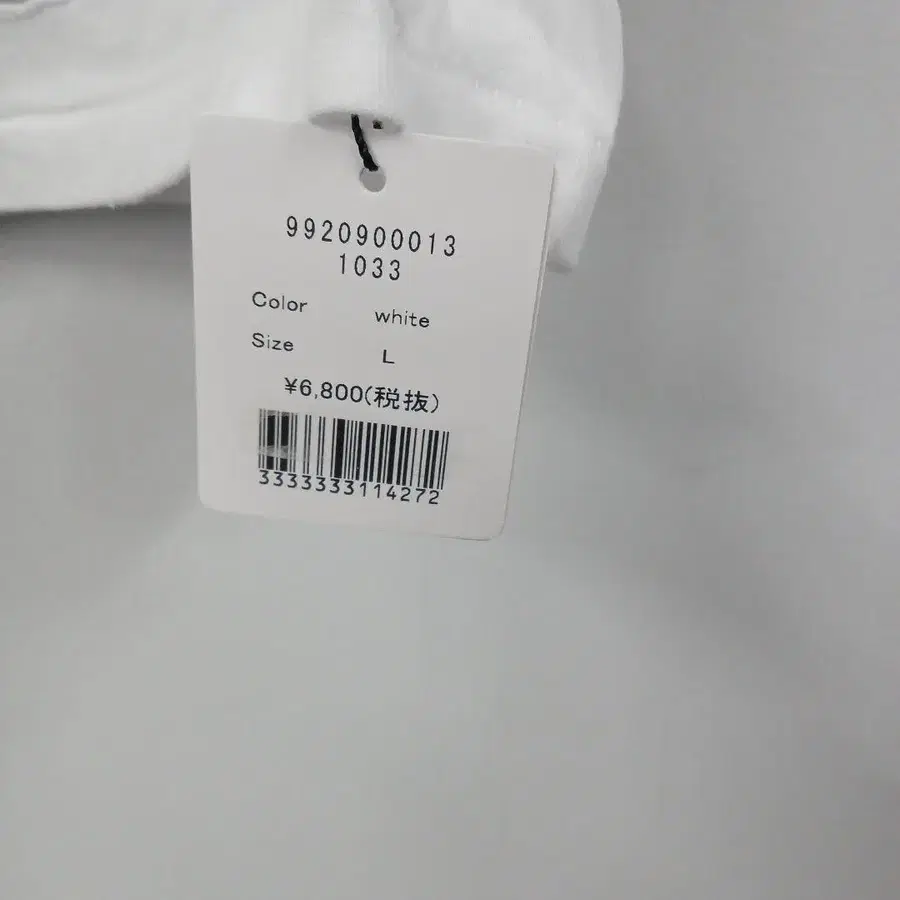 9920900013
1033
Color white
Size L
¥6,800(税抜)
3333333114272